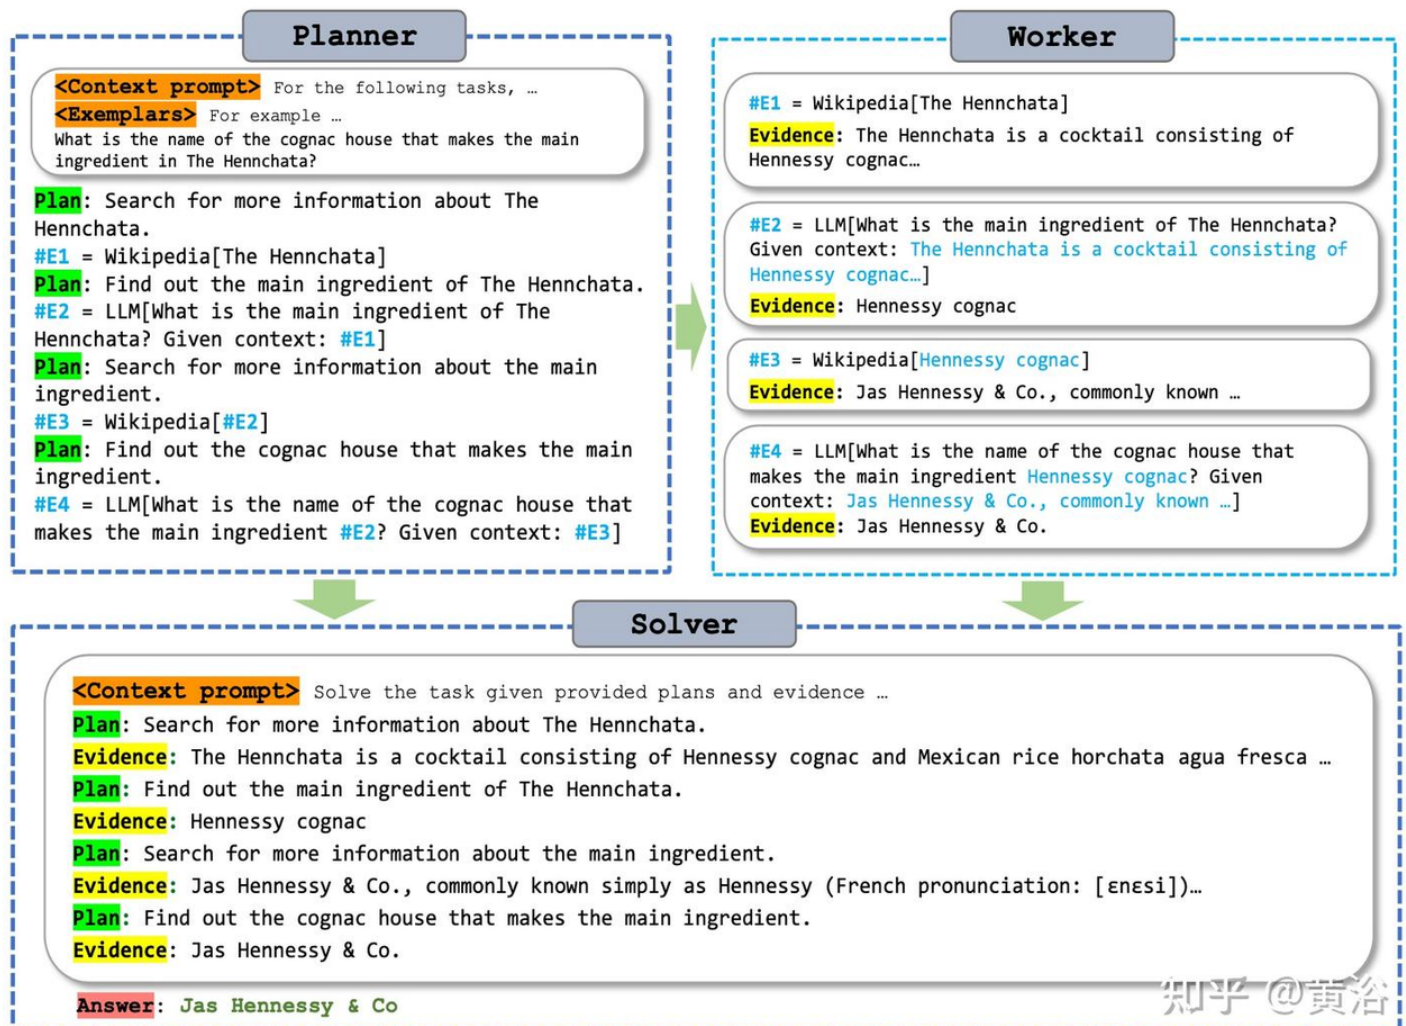 Planner
<Context prompt> For the following tasks, …
<Exemplars> For example …
What is the name of the cognac house that makes the main
ingredient in The Hennchata?
Plan: Search for more information about The
Hennchata.
#E1 = Wikipedia[The Hennchata]
Plan: Find out the main ingredient of The Hennchata.
#E2 = LLM[What is the main ingredient of The
Hennchata? Given context: #E1]
Plan: Search for more information about the main
ingredient.
#E3 = Wikipedia[#E2]
Plan: Find out the cognac house that makes the main
ingredient.
#E4 = LLM[What is the name of the cognac house that
makes the main ingredient #E2? Given context: #E3]
Worker
#E1 = Wikipedia[The Hennchata]
Evidence: The Hennchata is a cocktail consisting of
Hennessy cognac…
#E2 = LLM[What is the main ingredient of The Hennchata?
Given context: The Hennchata is a cocktail consisting of
Hennessy cognac…]
Evidence: Hennessy cognac
#E3 = Wikipedia[Hennessy cognac]
Evidence: Jas Hennessy & Co., commonly known …
#E4 = LLM[What is the name of the cognac house that
makes the main ingredient Hennessy cognac? Given
context: Jas Hennessy & Co., commonly known …]
Evidence: Jas Hennessy & Co.
Solver
<Context prompt> Solve the task given provided plans and evidence …
Plan: Search for more information about The Hennchata.
Evidence: The Hennchata is a cocktail consisting of Hennessy cognac and Mexican rice horchata agua fresca …
Plan: Find out the main ingredient of The Hennchata.
Evidence: Hennessy cognac
Plan: Search for more information about the main ingredient.
Evidence: Jas Hennessy & Co., commonly known simply as Hennessy (French pronunciation: [ɛnɛsi])…
Plan: Find out the cognac house that makes the main ingredient.
Evidence: Jas Hennessy & Co.
Answer: Jas Hennessy & Co
知乎 @黄浴